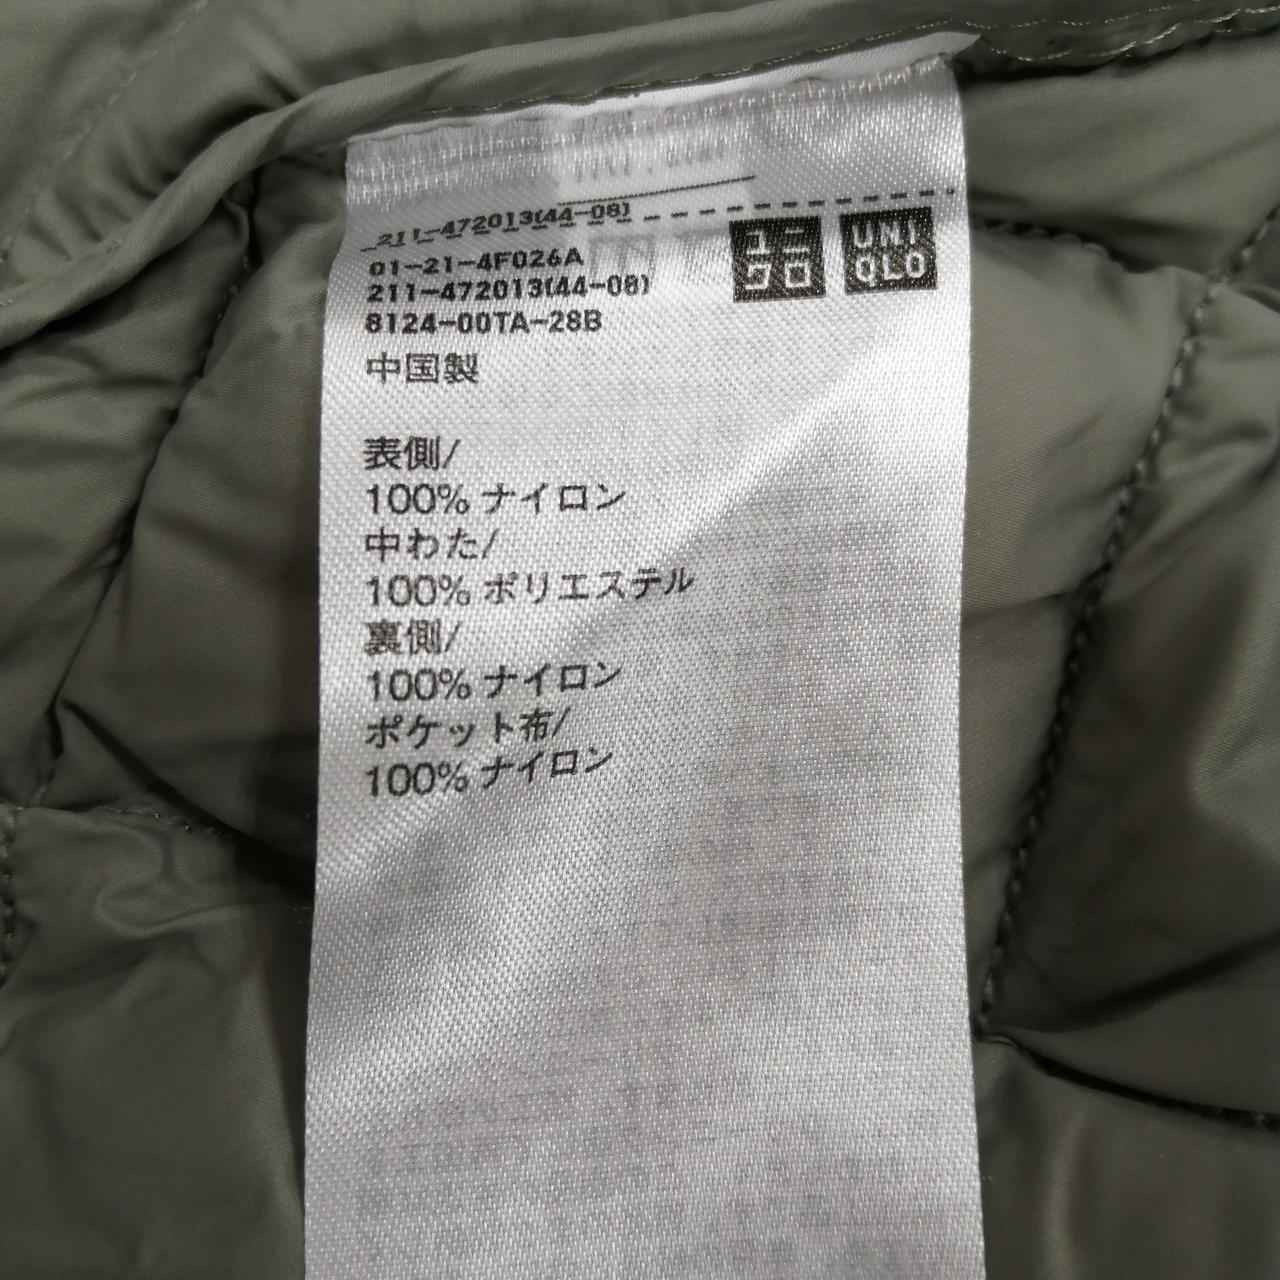 211-472013(44-08)
ユニ
クロ
UNI
QLO
01-21-4F026A
211-472013(44-08)
8124-00TA-28B
中国製
表側/
100% ナイロン
中わた/
100% ポリエステル
裏側/
100% ナイロン
ポケット布/
100% ナイロン